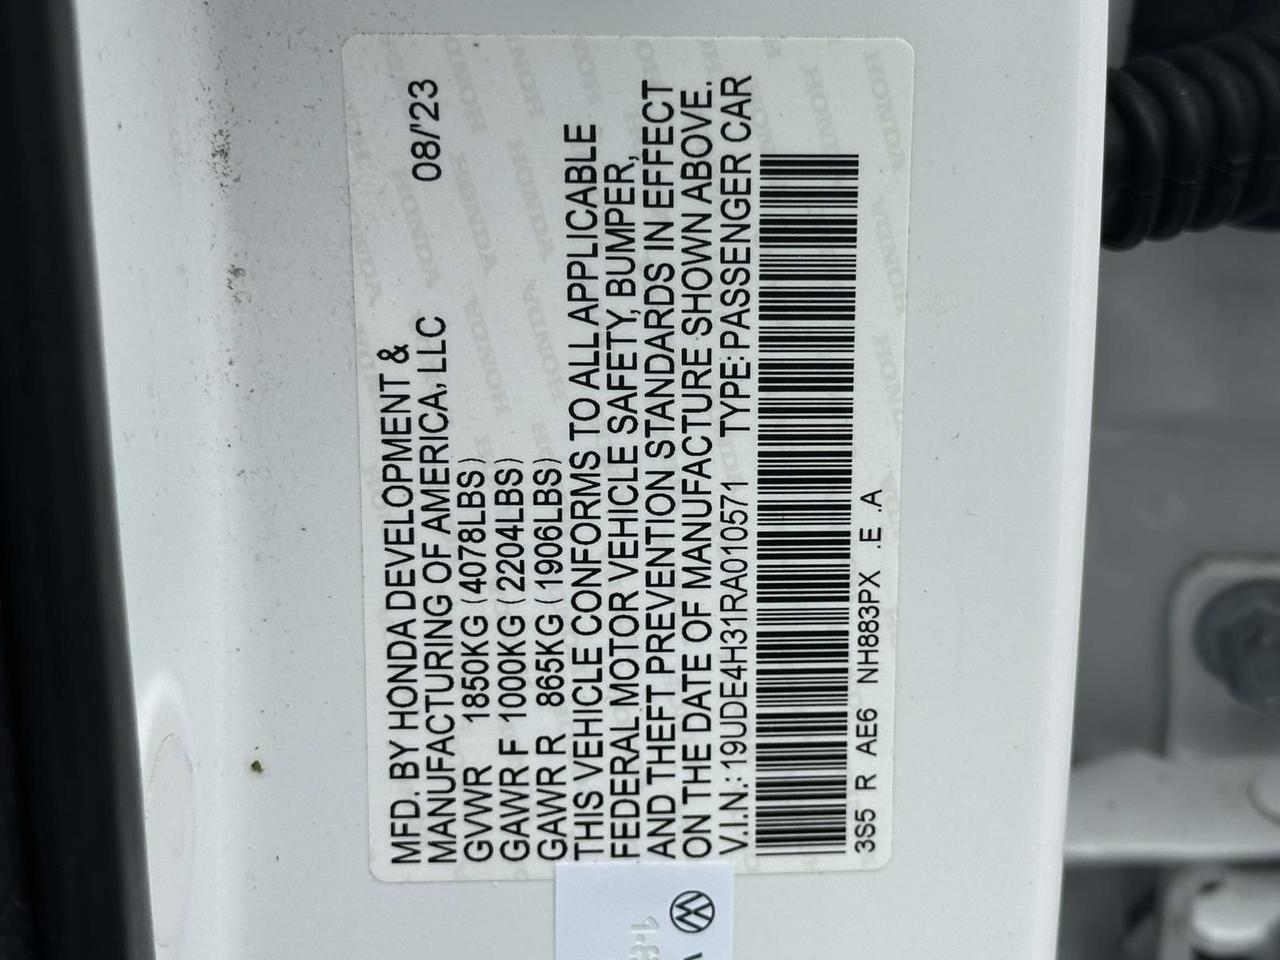 MFD. BY HONDA DEVELOPMENT &
MANUFACTURING OF AMERICA, LLC 08/'23
GVWR 1850KG (4078LBS)
GAWR F 1000KG (2204LBS)
GAWR R 865KG (1906LBS)
THIS VEHICLE CONFORMS TO ALL APPLICABLE
FEDERAL MOTOR VEHICLE SAFETY, BUMPER,
AND THEFT PREVENTION STANDARDS IN EFFECT
ON THE DATE OF MANUFACTURE SHOWN ABOVE.
V.I.N.: 19UDE4H31RA010571 TYPE: PASSENGER CAR
3S5 R AE6 NH883PX .E .A